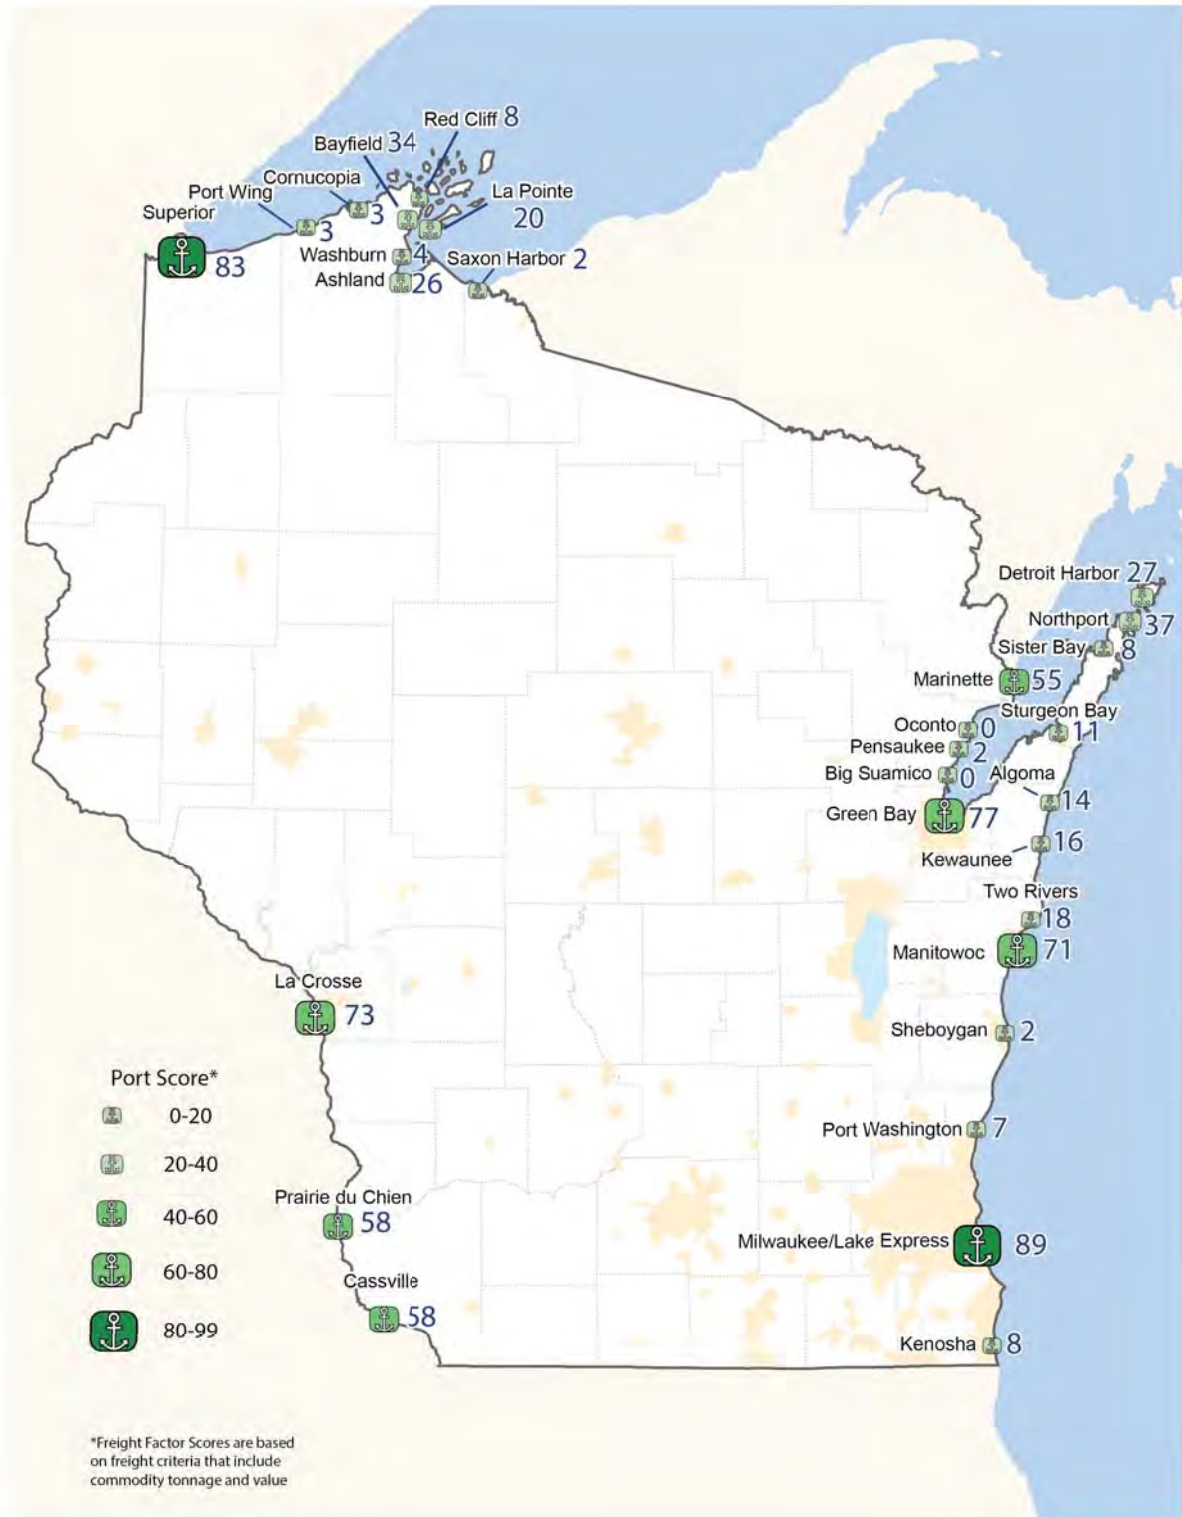 Red Cliff 8
Bayfield 34
Cornucopia
3
La Pointe
20
Port Wing
3
Superior
83
Washburn 4
Saxon Harbor 2
Ashland 26
Detroit Harbor 27
Northport 37
Sister Bay 8
Marinette 55
Sturgeon Bay
11
Oconto 0
Pensaukee 2
Big Suamico 0
Algoma
14
Green Bay 77
Kewaunee 16
Two Rivers
18
Manitowoc 71
La Crosse
73
Sheboygan 2
Port Washington 7
Prairie du Chien
58
Milwaukee/Lake Express 89
Cassville
58
Kenosha 8
Port Score*
0-20
20-40
40-60
60-80
80-99
*Freight Factor Scores are based
on freight criteria that include
commodity tonnage and value